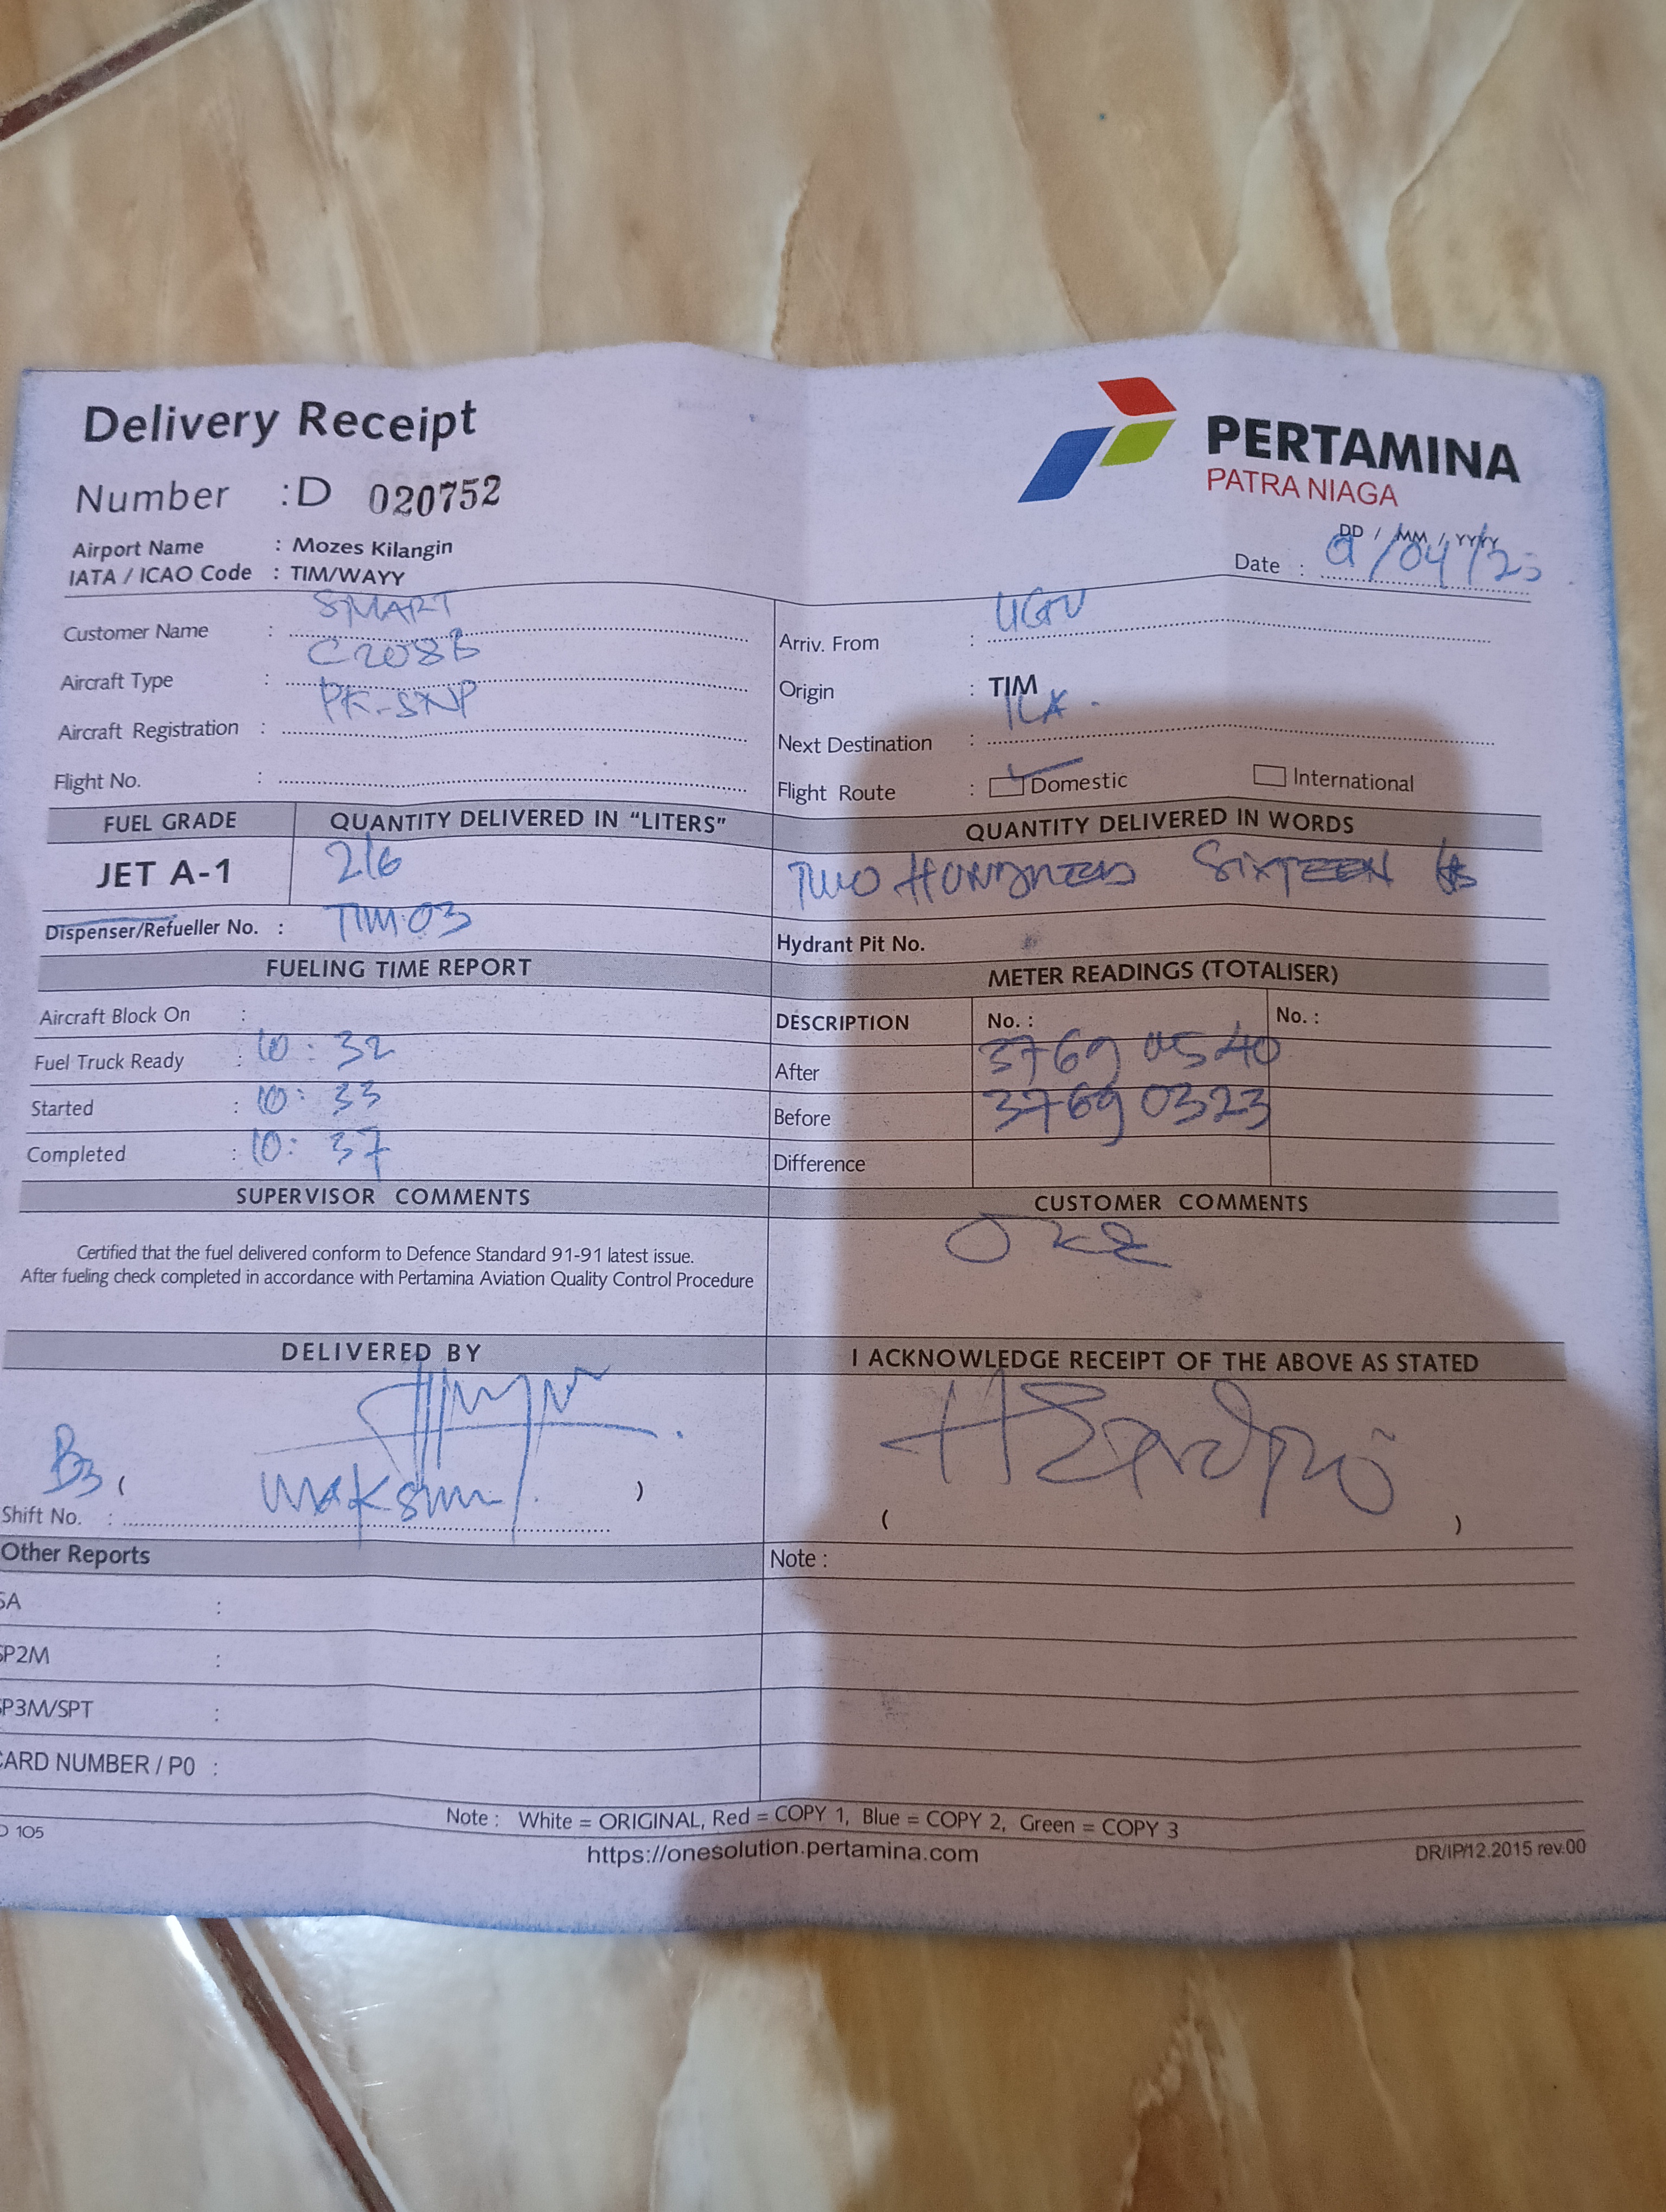 Delivery Receipt
PERTAMINA
PATRA NIAGA
Number : D 020752
Airport Name : Mozes Kilangin
IATA / ICAO Code : TIM/WAYY
DD / MM / YYYY
Date : /04/
Customer Name : SMART
Aircraft Type : C208B
Aircraft Registration : PK-SNP
Flight No. :
Arriv. From :
Origin : TIM
Next Destination :
Flight Route : Domestic International
FUEL GRADE QUANTITY DELIVERED IN "LITERS" QUANTITY DELIVERED IN WORDS
JET A-1 216 TWO HUNDRED SIXTEEN
Dispenser/Refueller No. : TIM.03
Hydrant Pit No.
FUELING TIME REPORT METER READINGS (TOTALISER)
Aircraft Block On :
DESCRIPTION No. : No. :
Fuel Truck Ready : 10 : 32
After 3769 0540
Started : 10 : 33
Before 3769 0323
Completed : 10 : 37
Difference
SUPERVISOR COMMENTS CUSTOMER COMMENTS
Certified that the fuel delivered conform to Defence Standard 91-91 latest issue.
After fueling check completed in accordance with Pertamina Aviation Quality Control Procedure
Oke
DELIVERED BY I ACKNOWLEDGE RECEIPT OF THE ABOVE AS STATED
B3 ( ) ( )
Shift No. :
Other Reports Note :
SA :
SP2M :
SP3M/SPT :
CARD NUMBER / PO :
Note : White = ORIGINAL, Red = COPY 1, Blue = COPY 2, Green = COPY 3
105
https://onesolution.pertamina.com
DR/IP/12.2015 rev.00